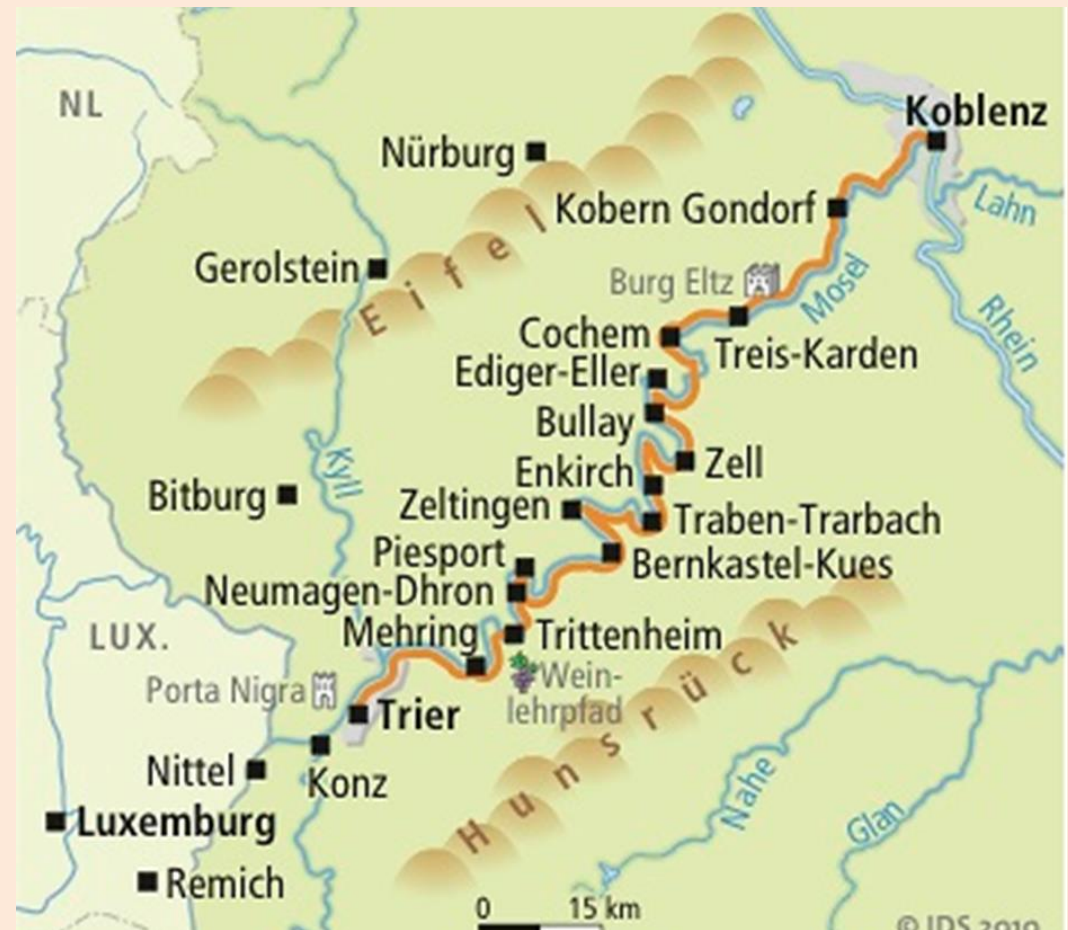 NL
Koblenz
Nürburg
Lahn
Kobern Gondorf
Eifel
Gerolstein
Burg Eltz
Mosel
Rhein
Cochem
Treis-Karden
Ediger-Eller
Bullay
Zell
Kyll
Enkirch
Bitburg
Zeltingen
Traben-Trarbach
Piesport
Bernkastel-Kues
Neumagen-Dhron
LUX.
Mehring
Trittenheim
Hunsrück
Wein-
lehrpfad
Porta Nigra
Trier
Nittel
Konz
Nahe
Glan
Luxemburg
Remich
0 15 km
© IDS 2019